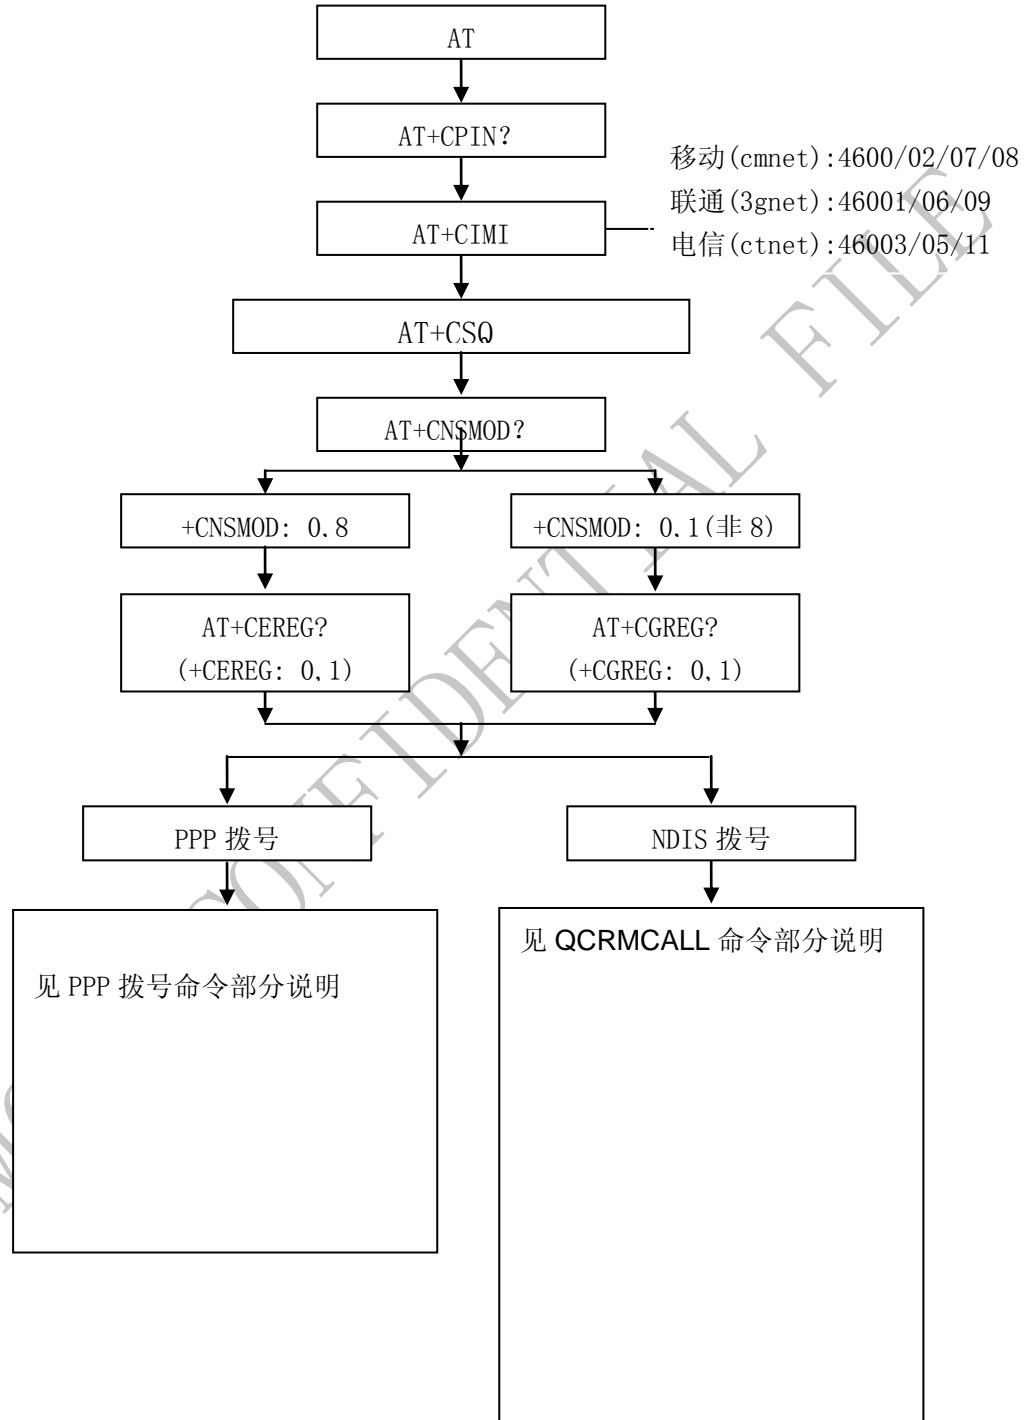 AT
AT+CPIN?
移动(cmnet):4600/02/07/08
联通(3gnet):46001/06/09
AT+CIMI
电信(ctnet):46003/05/11
AT+CSQ
AT+CNSMOD?
+CNSMOD: 0,8
+CNSMOD: 0,1(非 8)
AT+CEREG?
(+CEREG: 0,1)
AT+CGREG?
(+CGREG: 0,1)
PPP 拨号
NDIS 拨号
见 PPP 拨号命令部分说明
见 QCRMCALL 命令部分说明
CONFIDENTIAL FILE